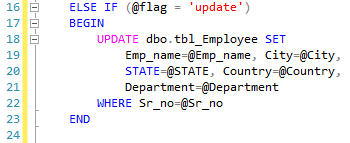 16 ELSE IF (@flag = 'update')
17 BEGIN
18 UPDATE dbo.tbl_Employee SET
19 Emp_name=@Emp_name, City=@City,
20 STATE=@STATE, Country=@Country,
21 Department=@Department
22 WHERE Sr_no=@Sr_no
23 END
24